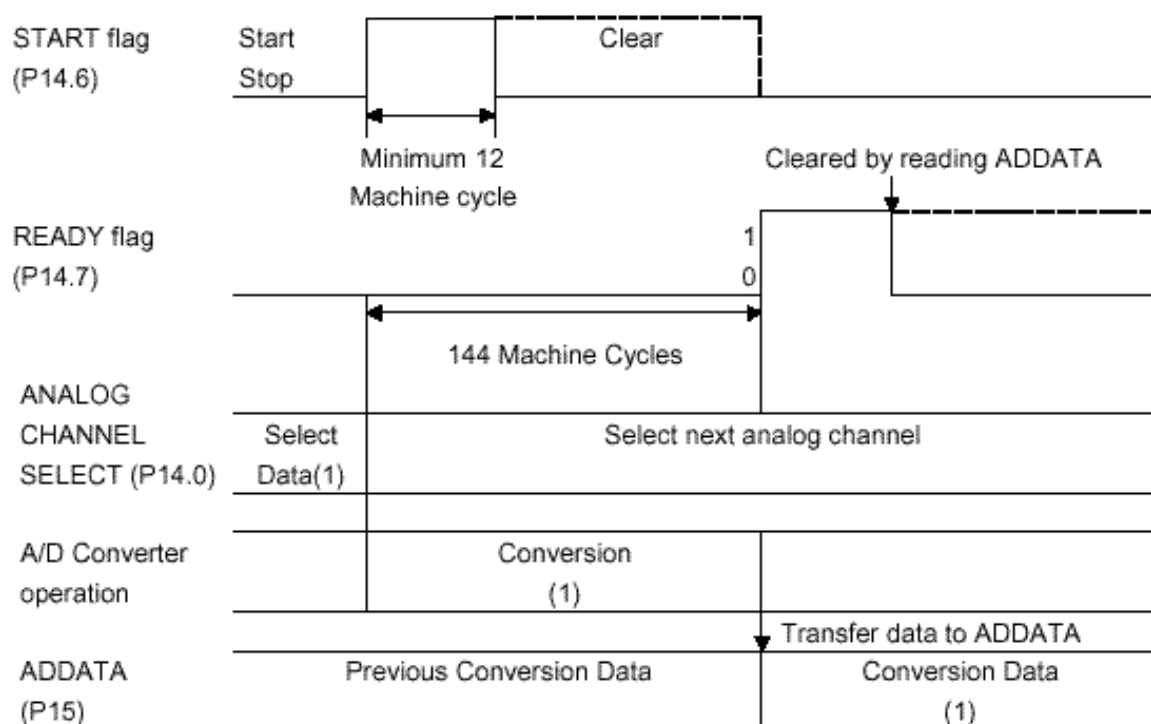 START flag
(P14.6)
Start
Stop
Clear
Minimum 12
Machine cycle
Cleared by reading ADDATA
READY flag
(P14.7)
1
0
144 Machine Cycles
ANALOG
CHANNEL
SELECT (P14.0)
Select
Data(1)
Select next analog channel
A/D Converter
operation
Conversion
(1)
Transfer data to ADDATA
ADDATA
(P15)
Previous Conversion Data
Conversion Data
(1)